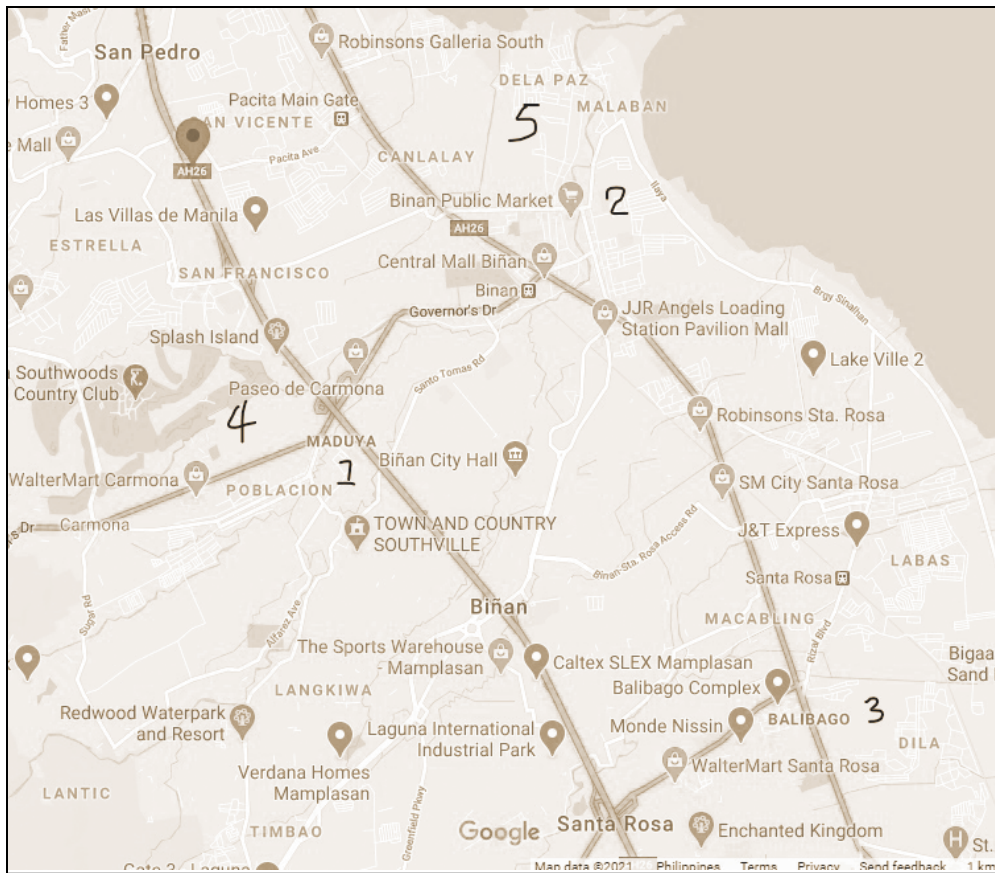 San Pedro
Father Masi
Robinsons Galleria South
DELA PAZ
Homes 3
Pacita Main Gate
MALABAN
5
AN VICENTE
e Mall
Pacita Ave
CANLALAY
AH26
Ilaya
Binan Public Market
2
Las Villas de Manila
AH26
ESTRELLA
Central Mall Biñan
SAN FRANCISCO
Binan
Brgy Sinalhan
Governor's Dr
JJR Angels Loading
Station Pavilion Mall
Splash Island
Lake Ville 2
Southwoods
Country Club
Santo Tomas Rd
Paseo de Carmona
4
Robinsons Sta. Rosa
MADUYA
Biñan City Hall
1
WalterMart Carmona
POBLACION
SM City Santa Rosa
's Dr
Carmona
TOWN AND COUNTRY
SOUTHVILLE
J&T Express
Binan-Sta. Rosa Access Rd
LABAS
Santa Rosa
Sugar Rd
Biñan
Alfarez Ave
MACABLING
Rizal Blvd
The Sports Warehouse
- Mamplasan
Caltex SLEX Mamplasan
Bigaa
Sand
Balibago Complex
LANGKIWA
3
Redwood Waterpark
and Resort
Laguna International
Industrial Park
Monde Nissin
BALIBAGO
DILA
Verdana Homes
Mamplasan
WalterMart Santa Rosa
LANTIC
Greenfield Pkwy
TIMBAO
Google
Santa Rosa
Enchanted Kingdom
St.
Map data ©2021 Philippines Terms Privacy Send feedback 1 km